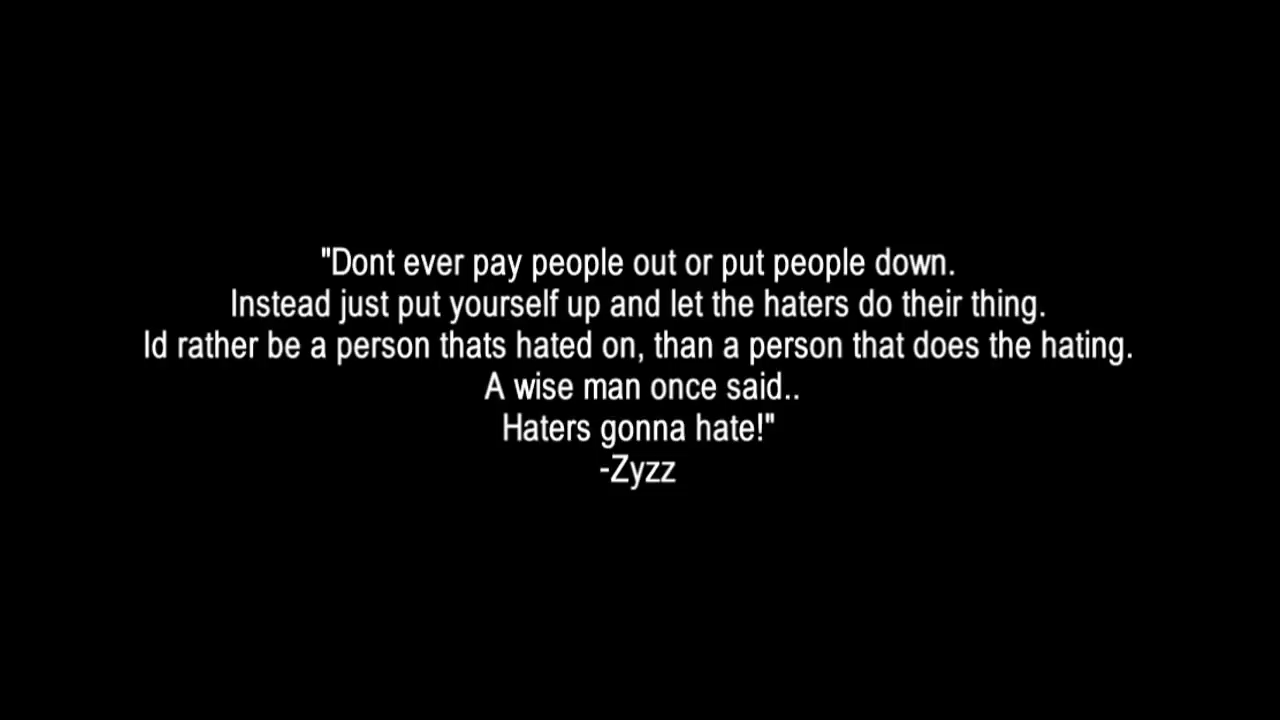 "Dont ever pay people out or put people down.
Instead just put yourself up and let the haters do their thing.
Id rather be a person thats hated on, than a person that does the hating.
A wise man once said..
Haters gonna hate!"
-Zyzz